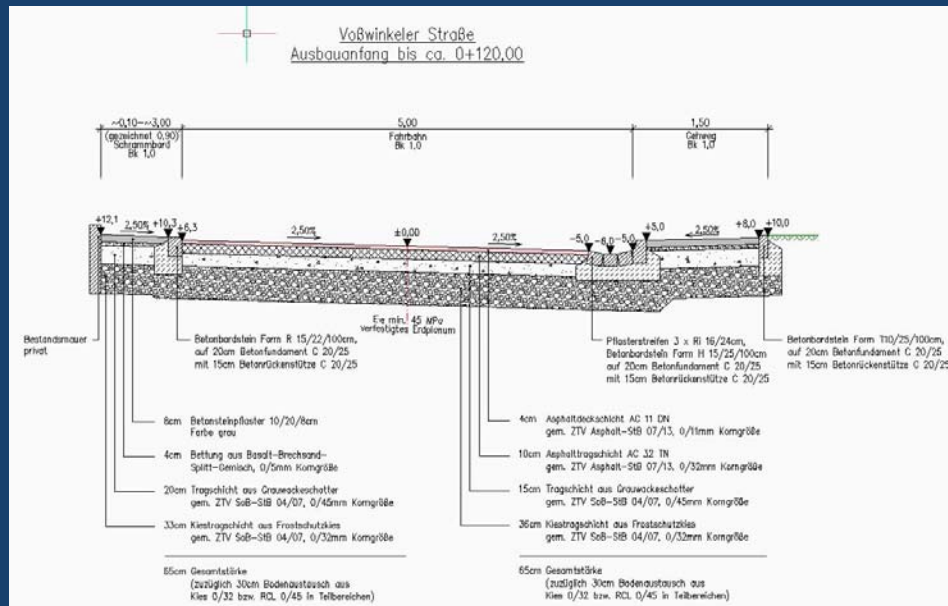 Voßwinkeler Straße
Ausbauanfang bis ca. 0+120,00
~0,10-~3,00
(gezeichnet 0,90)
Schrammbord
Bk 1,0
5,00
Fahrbahn
Bk 1,0
1,50
Gehweg
Bk 1,0
+12,1
2,50%
+10,3
+6,3
2,50%
±0,00
2,50%
-5,0
-6,0
-5,0
+3,0
2,50%
+8,0
+10,0
Bestandsmauer
privat
Betonbordstein Form R 15/22/100cm,
auf 20cm Betonfundament C 20/25
mit 15cm Betonrückenstütze C 20/25
min. 45 MPa
verfestigtes Erdplanum
Pflasterstreifen 3 x Ri 16/24cm,
Betonbordstein Form H 15/25/100cm
auf 20cm Betonfundament C 20/25
mit 15cm Betonrückenstütze C 20/25
Betonbordstein Form T10/25/100cm,
auf 20cm Betonfundament C 20/25
mit 15cm Betonrückenstütze C 20/25
8cm Betonsteinpflaster 10/20/8cm
Farbe grau
4cm Bettung aus Basalt-Brechsand-
Splitt-Gemisch, 0/5mm Korngröße
20cm Tragschicht aus Grauwackeschotter
gem. ZTV SoB-StB 04/07, 0/45mm Korngröße
33cm Kiestragschicht aus Frostschutzkies
gem. ZTV SoB-StB 04/07, 0/32mm Korngröße
65cm Gesamtstärke
(zuzüglich 30cm Bodenaustausch aus
Kies 0/32 bzw. RCL 0/45 in Teilbereichen)
4cm Asphaltdeckschicht AC 11 DN
gem. ZTV Asphalt-StB 07/13, 0/11mm Korngröße
10cm Asphalttragschicht AC 32 TN
gem. ZTV Asphalt-StB 07/13, 0/32mm Korngröße
15cm Tragschicht aus Grauwackeschotter
gem. ZTV SoB-StB 04/07, 0/45mm Korngröße
36cm Kiestragschicht aus Frostschutzkies
gem. ZTV SoB-StB 04/07, 0/32mm Korngröße
65cm Gesamtstärke
(zuzüglich 30cm Bodenaustausch aus
Kies 0/32 bzw. RCL 0/45 in Teilbereichen)